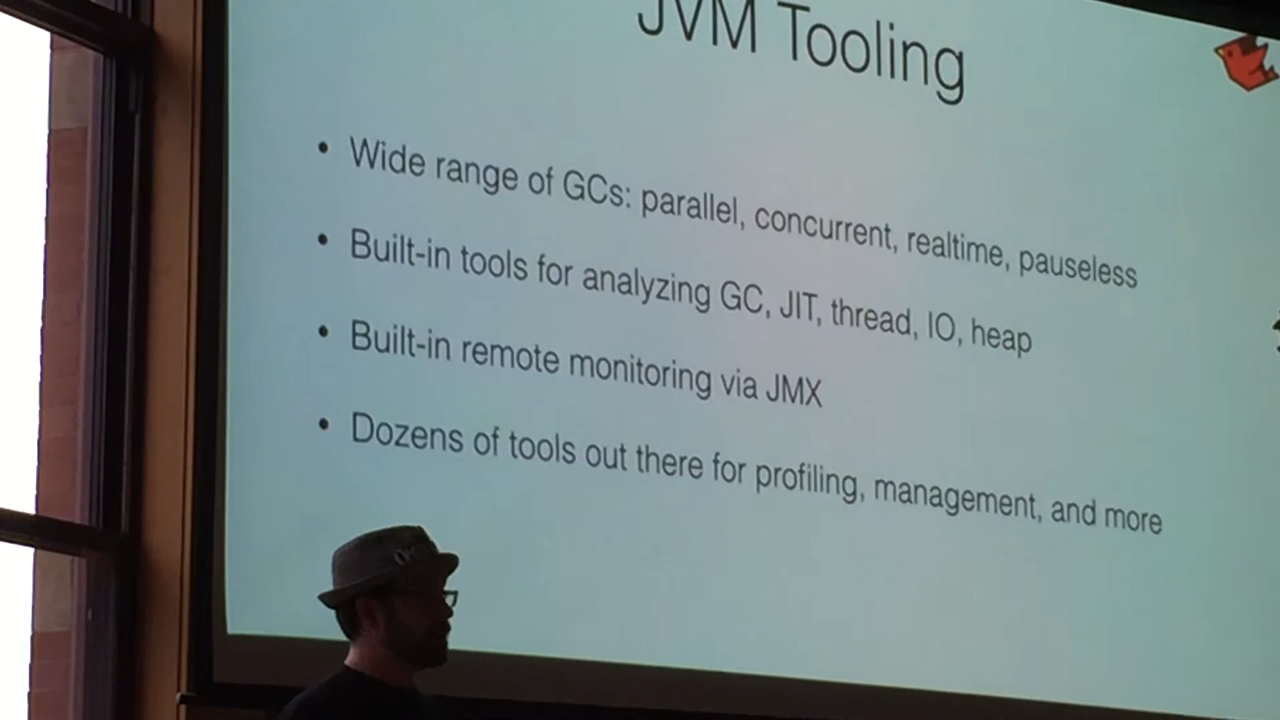 JVM Tooling
• Wide range of GCs: parallel, concurrent, realtime, pauseless
• Built-in tools for analyzing GC, JIT, thread, IO, heap
• Built-in remote monitoring via JMX
• Dozens of tools out there for profiling, management, and more